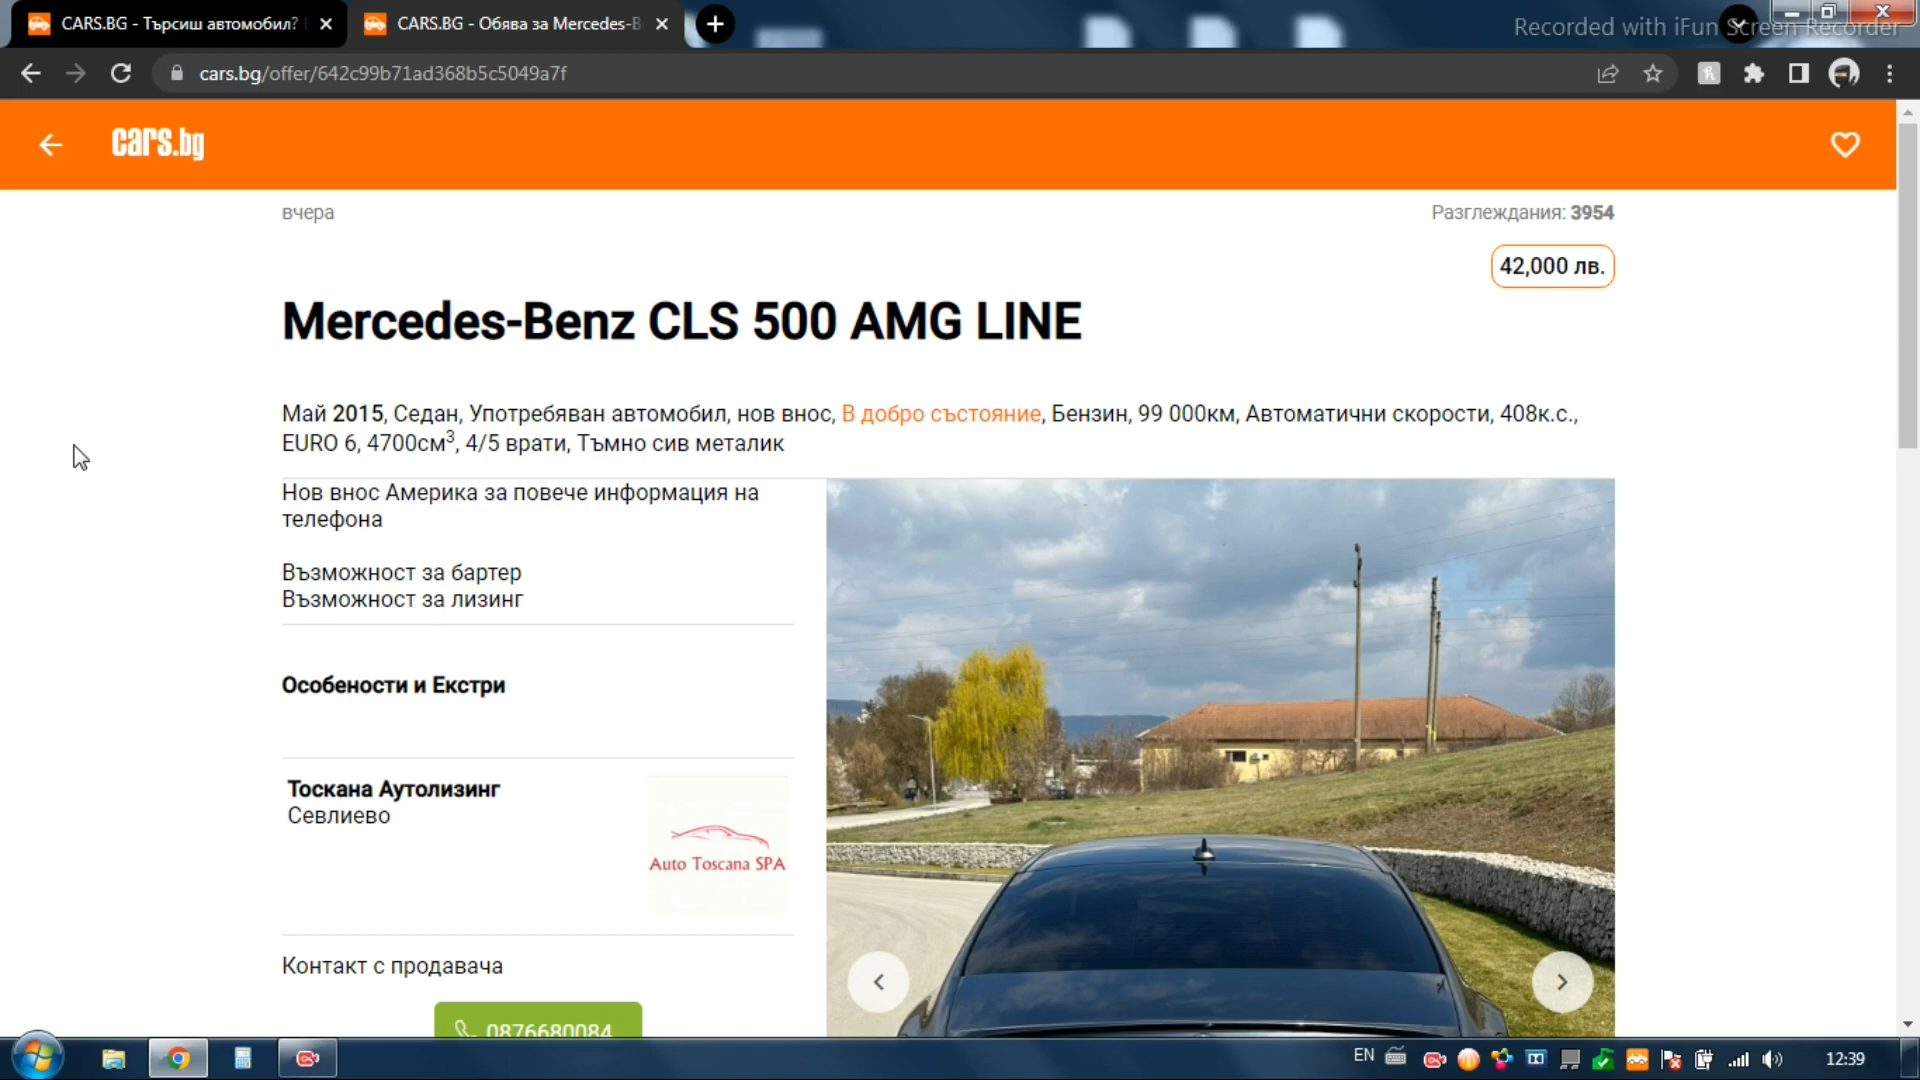 CARS.BG - Търсиш автомобил?
CARS.BG - Обява за Mercedes-B
Recorded with iFun Screen Recorder
cars.bg/offer/642c99b71ad368b5c5049a7f
cars.bg
вчера
Разглеждания: 3954
42,000 лв.
Mercedes-Benz CLS 500 AMG LINE
Май 2015, Седан, Употребяван автомобил, нов внос, В добро състояние, Бензин, 99 000км, Автоматични скорости, 408к.с.,
EURO 6, 4700см³, 4/5 врати, Тъмно сив металик
Нов внос Америка за повече информация на
телефона
Възможност за бартер
Възможност за лизинг
Особености и Екстри
Тоскана Аутолизинг
Севлиево
Auto Toscana SPA
Контакт с продавача
0876680084
EN
12:39